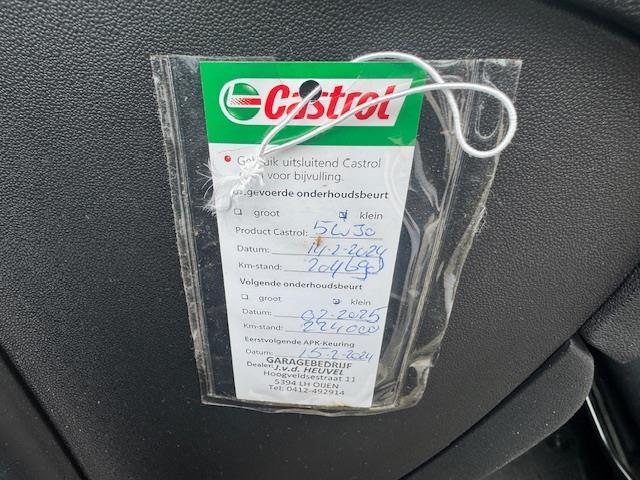 Castrol
Gebruik uitsluitend Castrol
voor bijvulling.
Uitgevoerde onderhoudsbeurt
groot klein
Product Castrol: 5W30
Datum: 14-2-2024
Km-stand: 204690
Volgende onderhoudsbeurt
groot klein
Datum: 02-2025
Km-stand: 224000
Eerstvolgende APK-Keuring
Datum: 15-2-2024
GARAGEBEDRIJF
Dealer: J.v.d. HEUVEL
Hoogveldsestraat 11
5394 LH OIJEN
Tel: 0412-492914